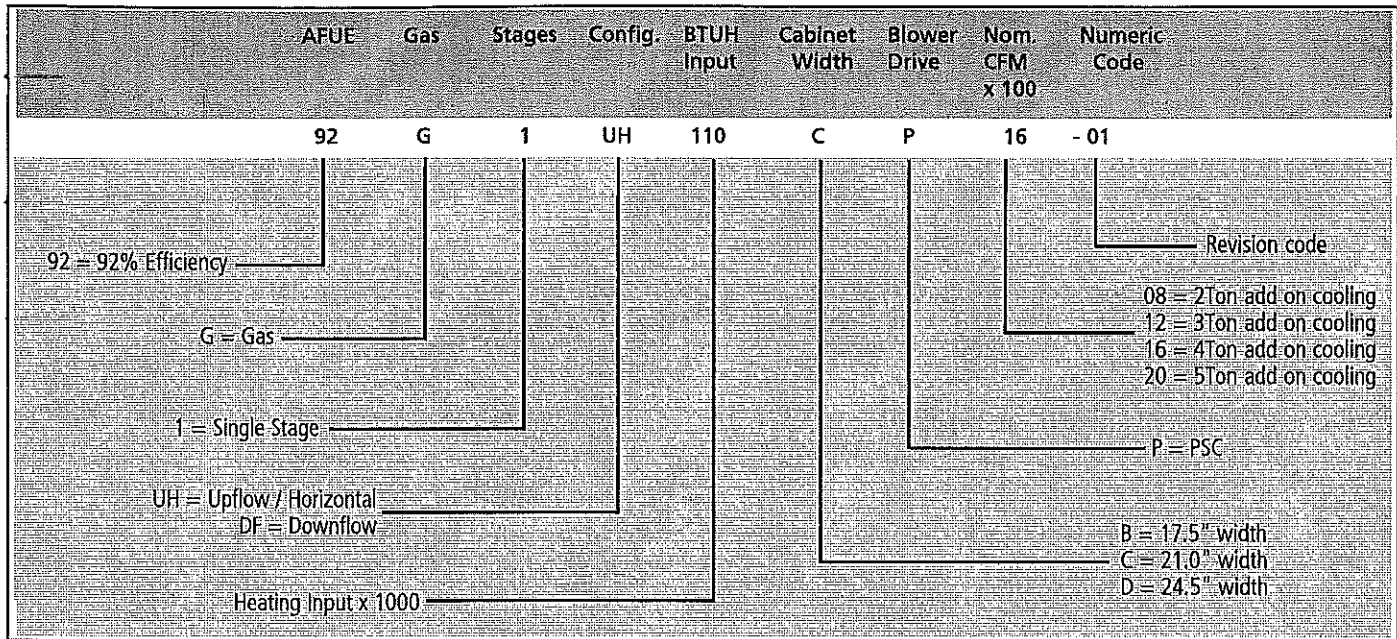 AFUE Gas Stages Config. BTUH Input Cabinet Width Blower Drive Nom. CFM x 100 Numeric Code
92 G 1 UH 110 C P 16 - 01
Revision code
92 = 92% Efficiency
08 = 2Ton add on cooling
12 = 3Ton add on cooling
16 = 4Ton add on cooling
20 = 5Ton add on cooling
G = Gas
1 = Single Stage
P = PSC
UH = Upflow / Horizontal
DF = Downflow
B = 17.5" width
C = 21.0" width
D = 24.5" width
Heating Input x 1000